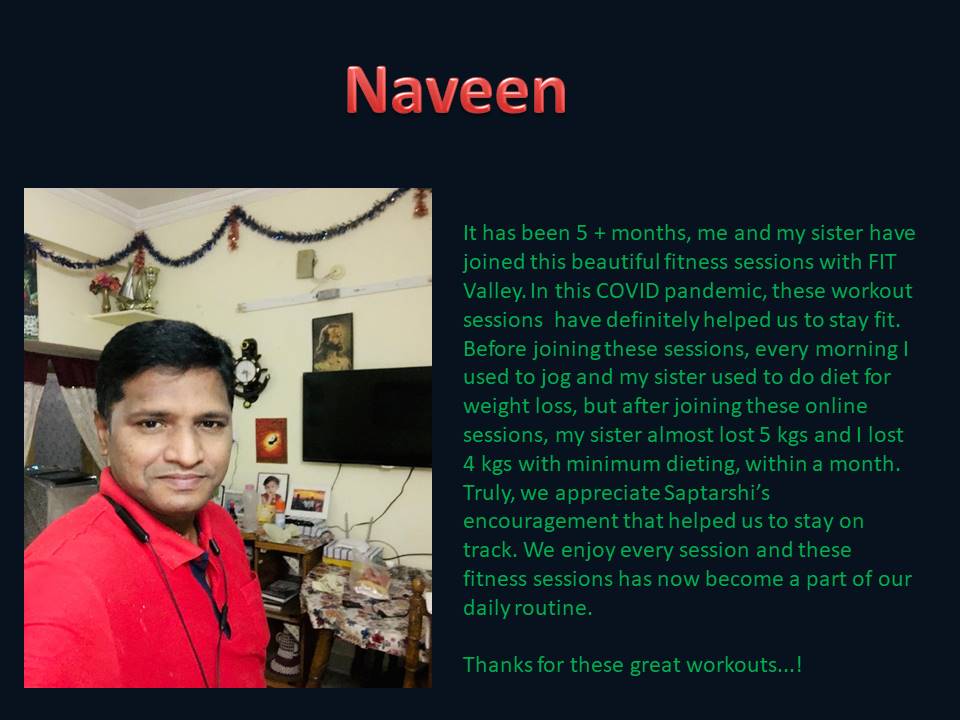 Naveen
It has been 5 + months, me and my sister have
joined this beautiful fitness sessions with FIT
Valley. In this COVID pandemic, these workout
sessions  have definitely helped us to stay fit.
Before joining these sessions, every morning I
used to jog and my sister used to do diet for
weight loss, but after joining these online
sessions, my sister almost lost 5 kgs and I lost
4 kgs with minimum dieting, within a month.
Truly, we appreciate Saptarshi’s
encouragement that helped us to stay on
track. We enjoy every session and these
fitness sessions has now become a part of our
daily routine.
Thanks for these great workouts...!